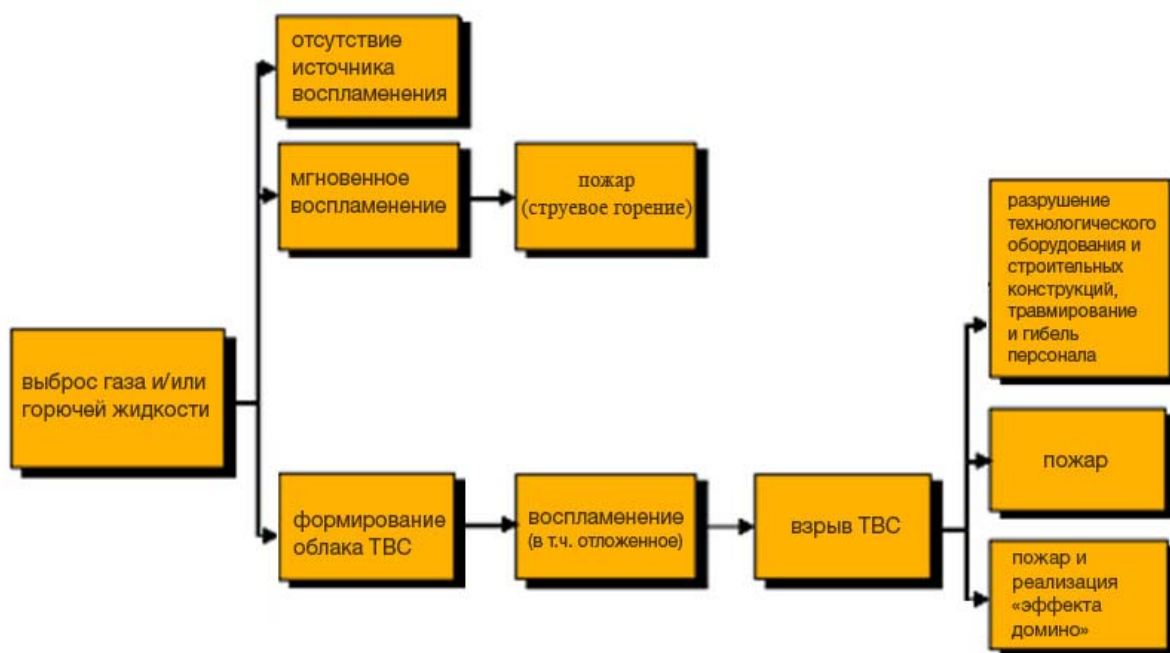 отсутствие
источника
воспламенения
мгновенное
воспламенение
пожар
(струевое горение)
разрушение
технологического
оборудования и
строительных
конструкций,
травмирование
и гибель
персонала
выброс газа и/или
горючей жидкости
формирование
облака ТВС
воспламенение
(в т.ч. отложенное)
взрыв ТВС
пожар
пожар и
реализация
«эффекта
домино»